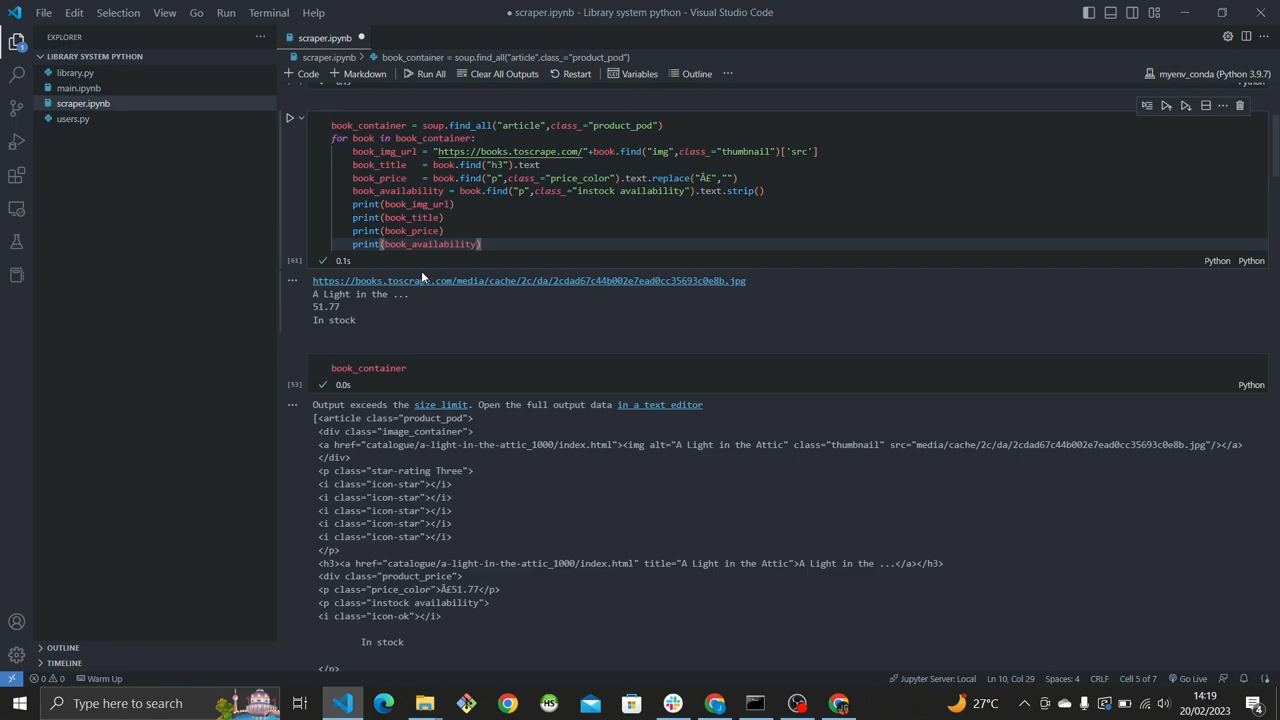 File Edit Selection View Go Run Terminal Help
● scraper.ipynb - Library system python - Visual Studio Code
EXPLORER
LIBRARY SYSTEM PYTHON
library.py
main.ipynb
scraper.ipynb
users.py
OUTLINE
TIMELINE
scraper.ipynb
scraper.ipynb > book_container = soup.find_all("article",class_="product_pod")
+ Code + Markdown Run All Clear All Outputs Restart Variables Outline ...
myenv_conda (Python 3.9.7)
book_container = soup.find_all("article",class_="product_pod")
for book in book_container:
book_img_url = "https://books.toscrape.com/"+book.find("img",class_="thumbnail")['src']
book_title = book.find("h3").text
book_price = book.find("p",class_="price_color").text.replace("Â£","")
book_availability = book.find("p",class_="instock availability").text.strip()
print(book_img_url)
print(book_title)
print(book_price)
print(book_availability)
[61] 0.1s Python Python
https://books.toscrape.com/media/cache/2c/da/2cdad67c44b002e7ead0cc35693c0e8b.jpg
A Light in the ...
51.77
In stock
book_container
[53] 0.0s Python
Output exceeds the size limit. Open the full output data in a text editor
[<article class="product_pod">
<div class="image_container">
<a href="catalogue/a-light-in-the-attic_1000/index.html"><img alt="A Light in the Attic" class="thumbnail" src="media/cache/2c/da/2cdad67c44b002e7ead0cc35693c0e8b.jpg"/></a>
</div>
<p class="star-rating Three">
<i class="icon-star"></i>
<i class="icon-star"></i>
<i class="icon-star"></i>
<i class="icon-star"></i>
<i class="icon-star"></i>
</p>
<h3><a href="catalogue/a-light-in-the-attic_1000/index.html" title="A Light in the Attic">A Light in the ...</a></h3>
<div class="product_price">
<p class="price_color">Â£51.77</p>
<p class="instock availability">
<i class="icon-ok"></i>
In stock
</p>
0 0 Warm Up
Jupyter Server: Local Ln 10, Col 29 Spaces: 4 CRLF Cell 5 of 7 Go Live
Type here to search
27°C
14:19
20/02/2023